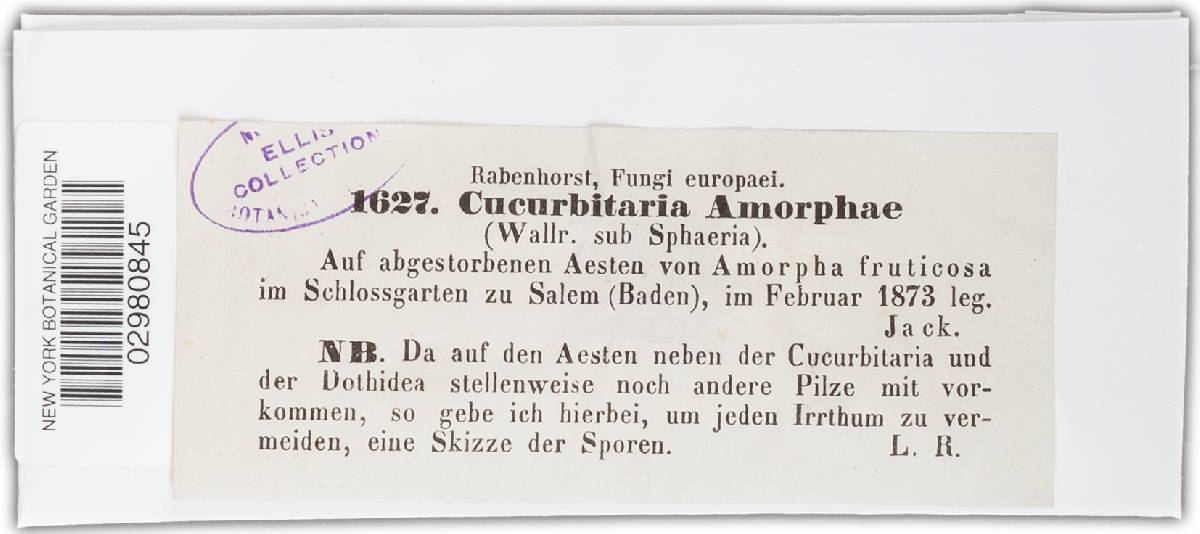 NEW YORK BOTANICAL GARDEN
02980845
ELLIS
COLLECTION
Rabenhorst, Fungi europaei.
1627. Cucurbitaria Amorphae
(Wallr. sub Sphaeria).
Auf abgestorbenen Aesten von Amorpha fruticosa
im Schlossgarten zu Salem (Baden), im Februar 1873 leg.
Jack.
NB. Da auf den Aesten neben der Cucurbitaria und
der Dothidea stellenweise noch andere Pilze mit vor-
kommen, so gebe ich hierbei, um jeden Irrthum zu ver-
meiden, eine Skizze der Sporen. L. R.